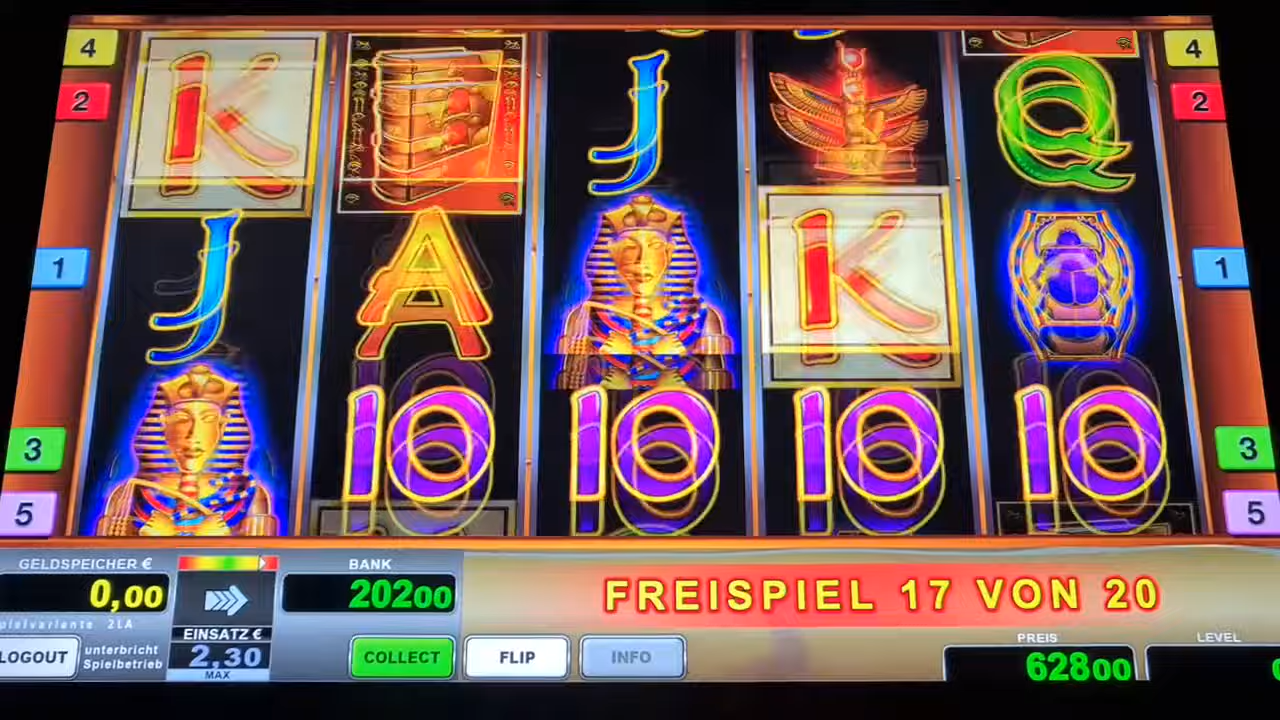 4 K J Q 4
2 2
1 J A K 1
3 10 10 10 10 3
5 5
GELDSPEICHER € BANK
0,00 20200 FREISPIEL 17 VON 20
2LA
EINSATZ €
LOGOUT unterbricht Spielbetrieb 2,30 COLLECT FLIP INFO PREIS LEVEL
MAX 62800